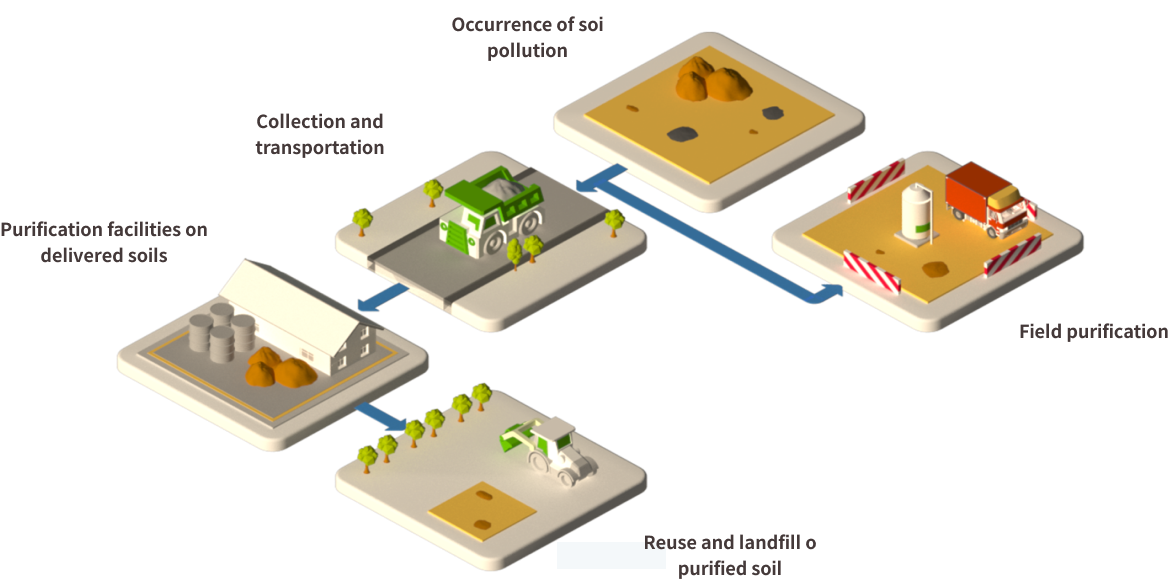 Occurrence of soi
pollution
Collection and
transportation
Purification facilities on
delivered soils
Field purification
Reuse and landfill o
purified soil